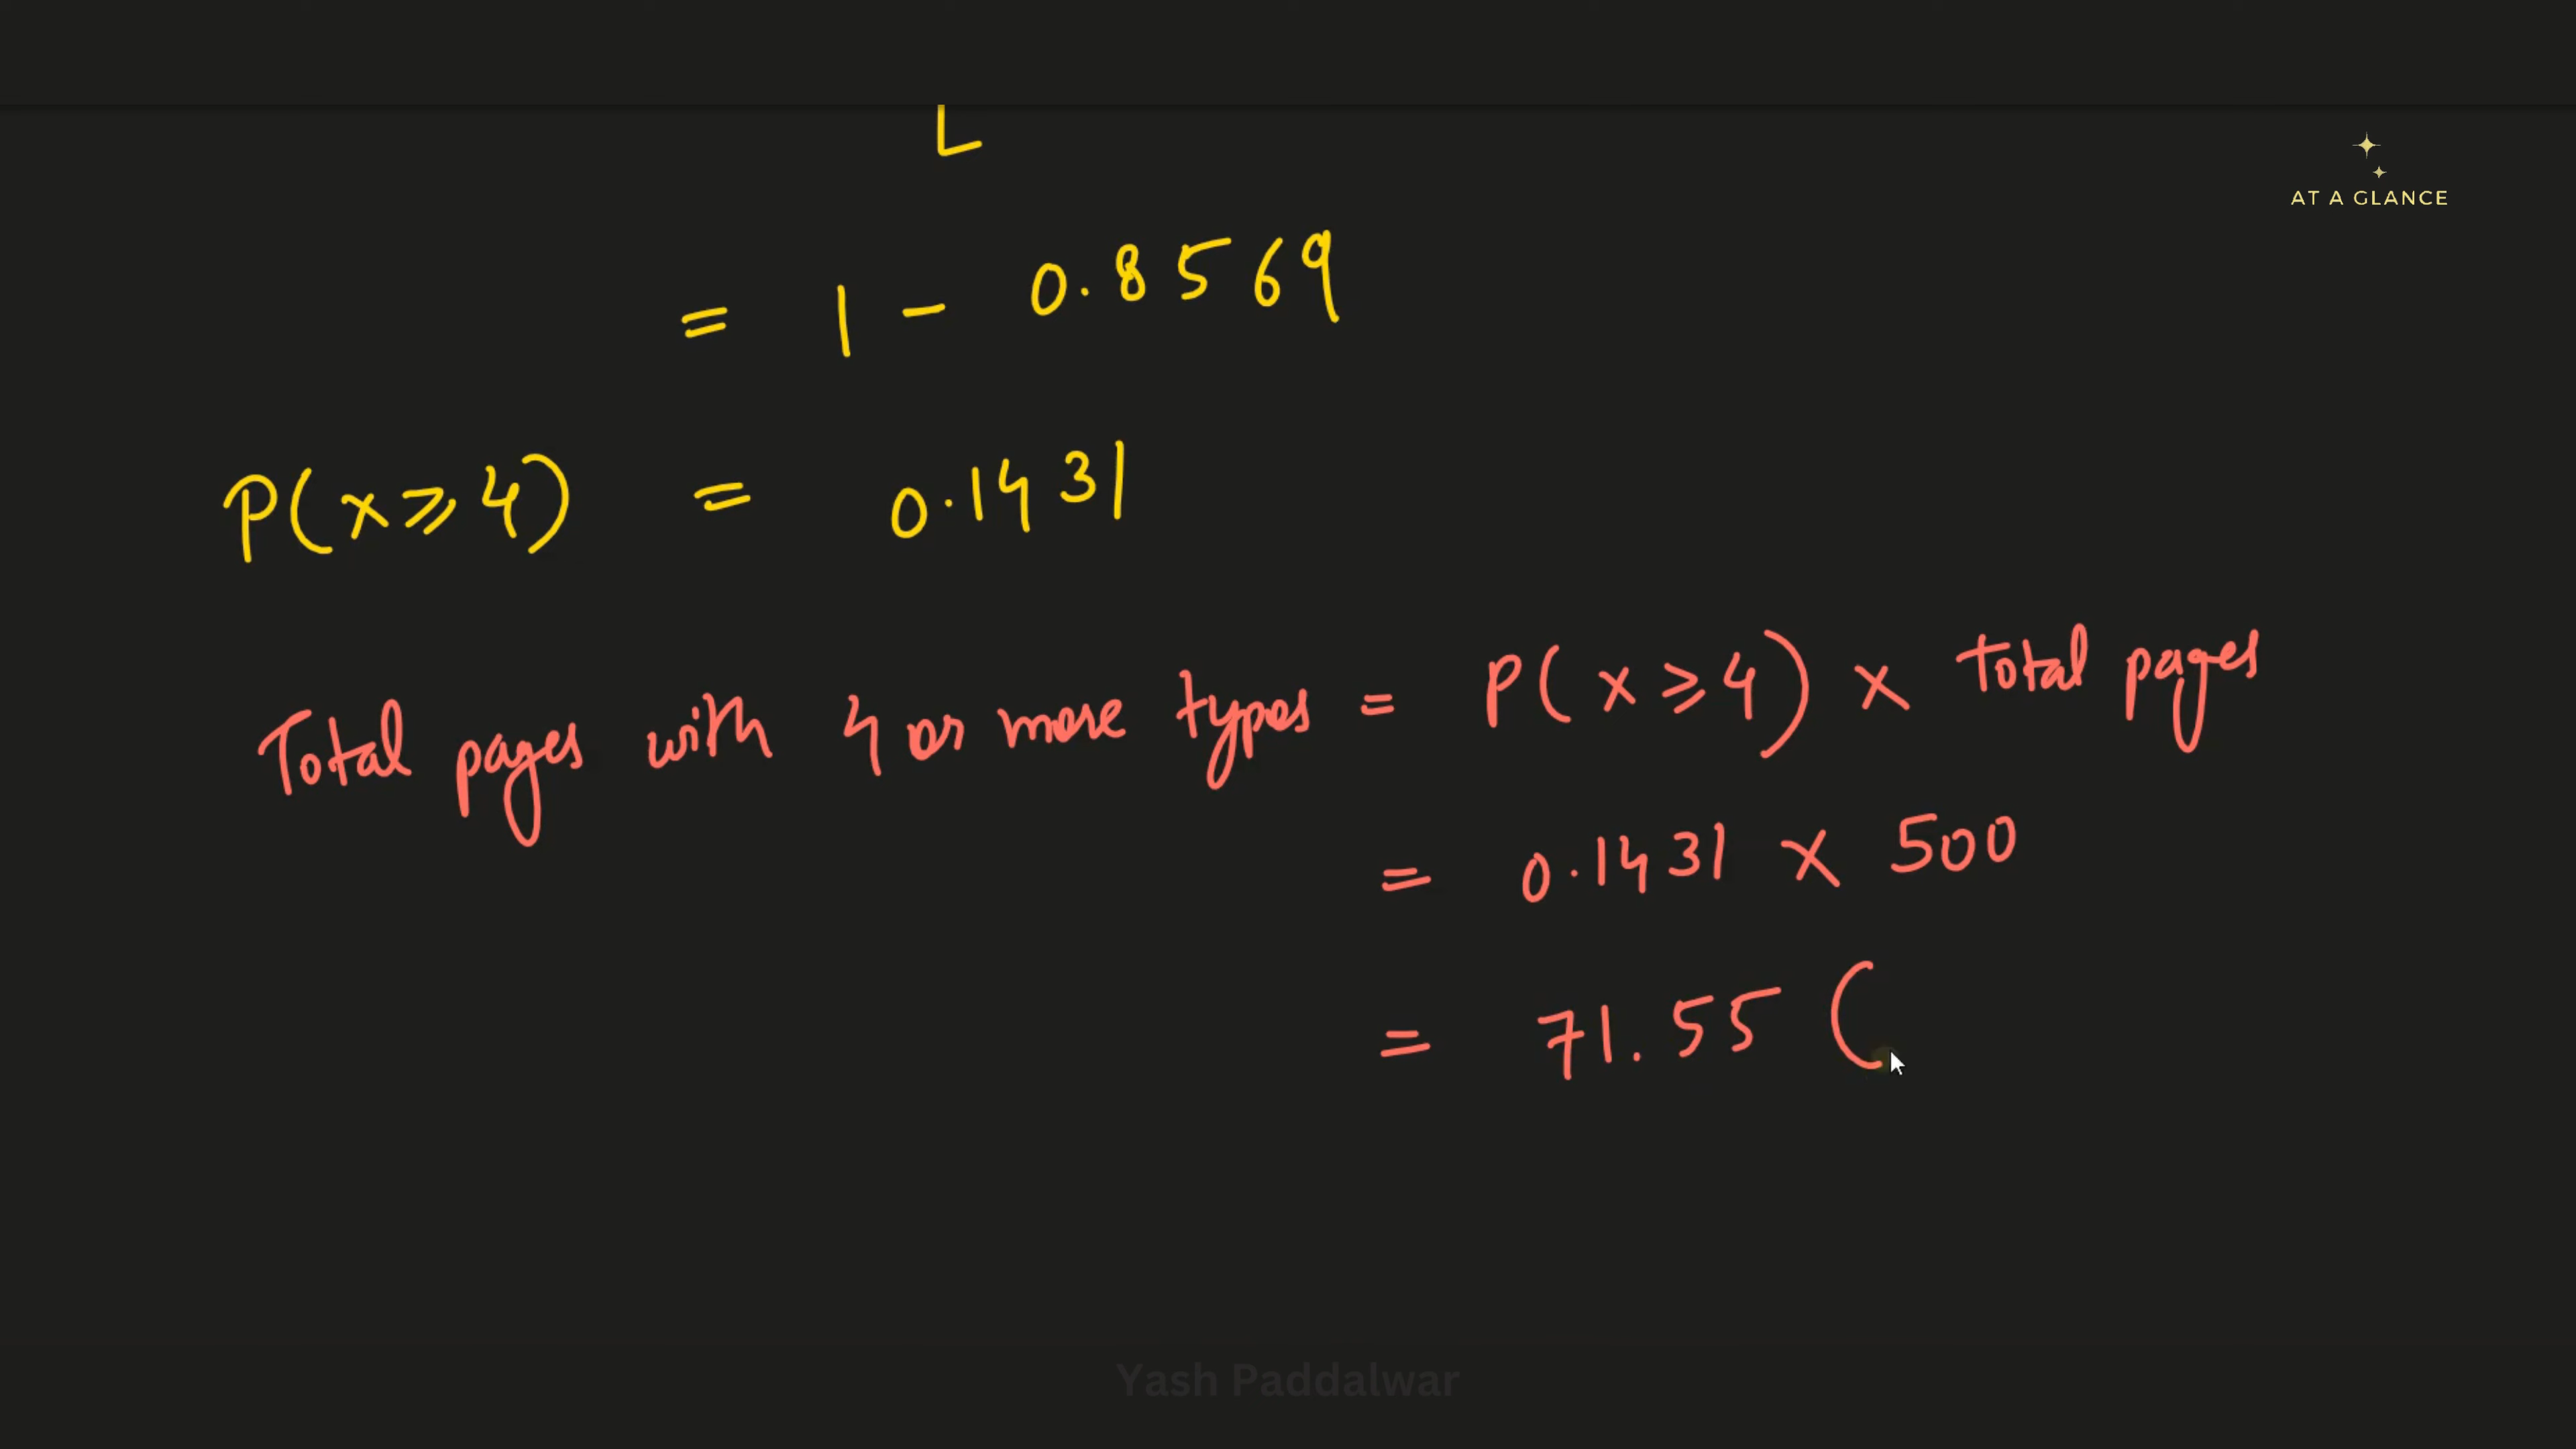 L
AT A GLANCE
= 1 - 0.8569
P(x⩾4) = 0.1431
Total pages with 4 or more typos = P(x⩾4) × Total pages
= 0.1431 × 500
= 71.55 (
Yash Paddalwar